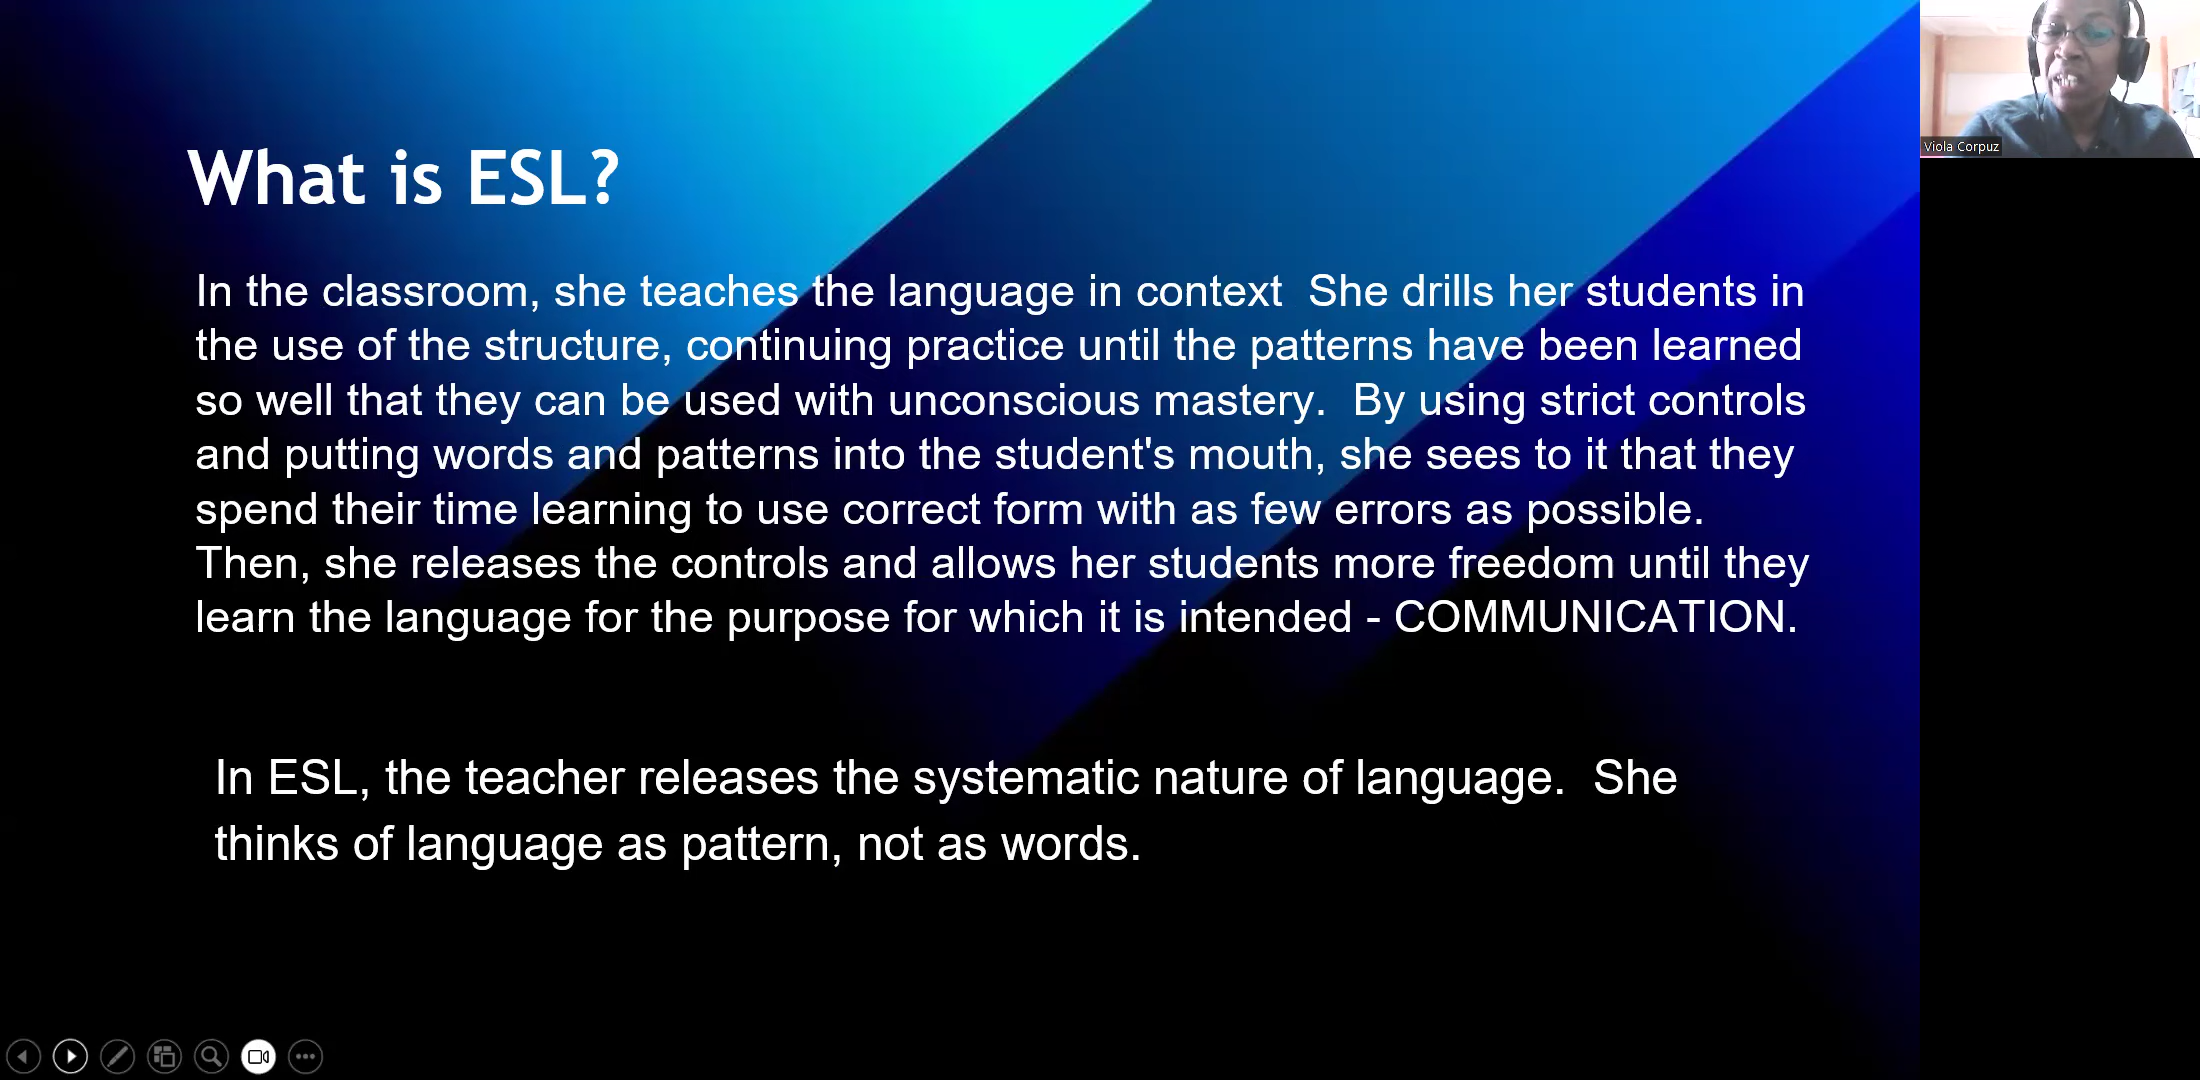 What is ESL?
In the classroom, she teaches the language in context  She drills her students in
the use of the structure, continuing practice until the patterns have been learned
so well that they can be used with unconscious mastery.  By using strict controls
and putting words and patterns into the student's mouth, she sees to it that they
spend their time learning to use correct form with as few errors as possible.
Then, she releases the controls and allows her students more freedom until they
learn the language for the purpose for which it is intended - COMMUNICATION.
In ESL, the teacher releases the systematic nature of language.  She
thinks of language as pattern, not as words.
Viola Corpuz